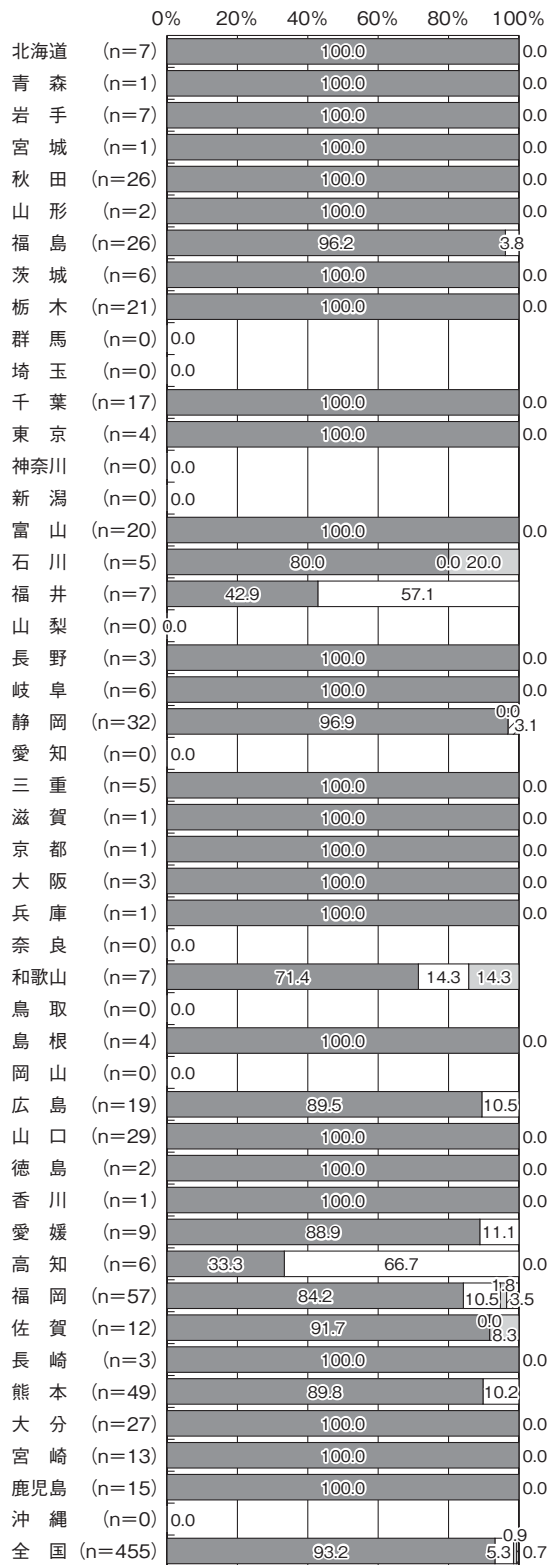 0% 20% 40% 60% 80% 100%
北海道 (n=7) 100.0 0.0
青 森 (n=1) 100.0 0.0
岩 手 (n=7) 100.0 0.0
宮 城 (n=1) 100.0 0.0
秋 田 (n=26) 100.0 0.0
山 形 (n=2) 100.0 0.0
福 島 (n=26) 96.2 3.8
茨 城 (n=6) 100.0 0.0
栃 木 (n=21) 100.0 0.0
群 馬 (n=0) 0.0
埼 玉 (n=0) 0.0
千 葉 (n=17) 100.0 0.0
東 京 (n=4) 100.0 0.0
神奈川 (n=0) 0.0
新 潟 (n=0) 0.0
富 山 (n=20) 100.0 0.0
石 川 (n=5) 80.0 0.0 20.0
福 井 (n=7) 42.9 57.1
山 梨 (n=0) 0.0
長 野 (n=3) 100.0 0.0
岐 阜 (n=6) 100.0 0.0
静 岡 (n=32) 96.9 0.0 3.1
愛 知 (n=0) 0.0
三 重 (n=5) 100.0 0.0
滋 賀 (n=1) 100.0 0.0
京 都 (n=1) 100.0 0.0
大 阪 (n=3) 100.0 0.0
兵 庫 (n=1) 100.0 0.0
奈 良 (n=0) 0.0
和歌山 (n=7) 71.4 14.3 14.3
鳥 取 (n=0) 0.0
島 根 (n=4) 100.0 0.0
岡 山 (n=0) 0.0
広 島 (n=19) 89.5 10.5
山 口 (n=29) 100.0 0.0
徳 島 (n=2) 100.0 0.0
香 川 (n=1) 100.0 0.0
愛 媛 (n=9) 88.9 11.1
高 知 (n=6) 33.3 66.7 0.0
福 岡 (n=57) 84.2 10.5 1.8 3.5
佐 賀 (n=12) 91.7 0.0 8.3
長 崎 (n=3) 100.0 0.0
熊 本 (n=49) 89.8 10.2
大 分 (n=27) 100.0 0.0
宮 崎 (n=13) 100.0 0.0
鹿児島 (n=15) 100.0 0.0
沖 縄 (n=0) 0.0
全 国 (n=455) 93.2 5.3 0.9 0.7